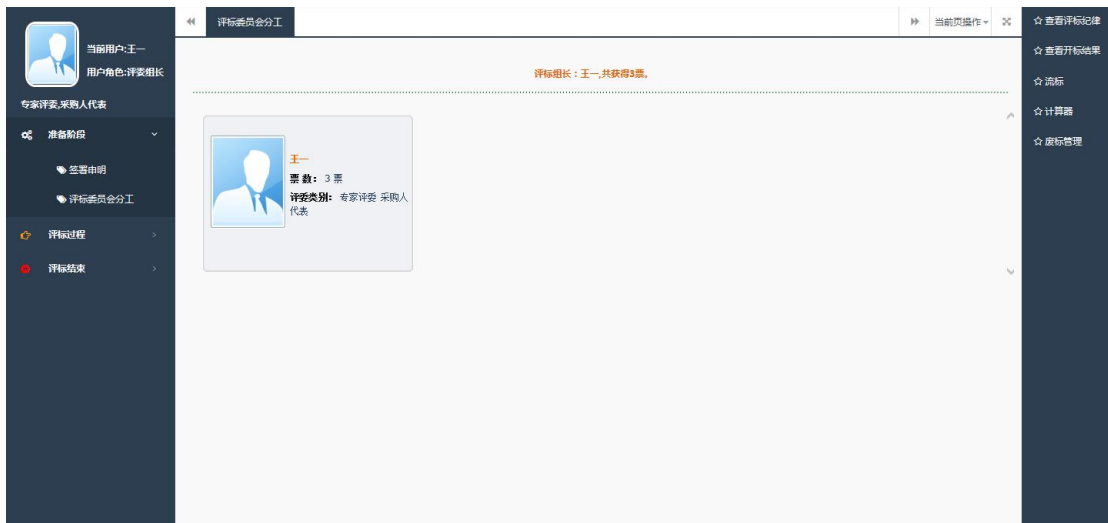 当前用户:王一
用户角色:评委组长
专家评委,采购人代表
准备阶段
签署申明
评标委员会分工
评标过程
评标结束
评标委员会分工
当前页操作
评标组长：王一,共获得3票。
王一
票 数： 3 票
评委类别： 专家评委 采购人
代表
查看评标纪律
查看开标结果
流标
计算器
废标管理